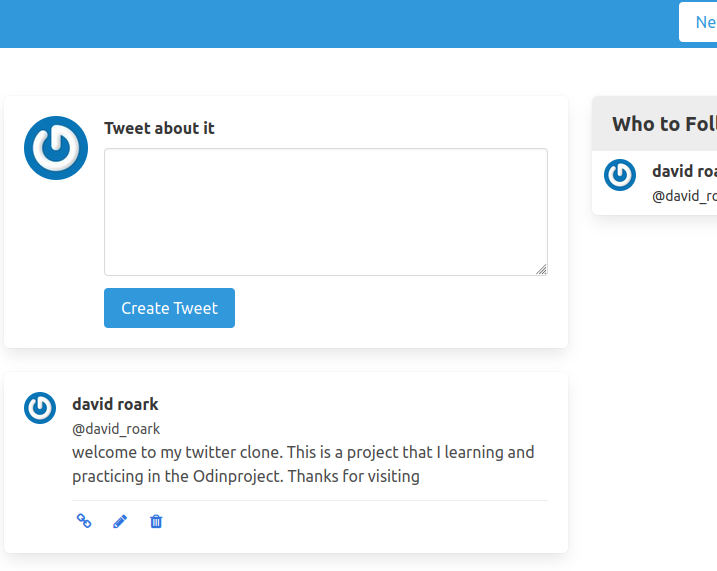 Ne
Tweet about it
Create Tweet
Who to Foll
david roa
@david_ro
david roark
@david_roark
welcome to my twitter clone. This is a project that I learning and
practicing in the Odinproject. Thanks for visiting